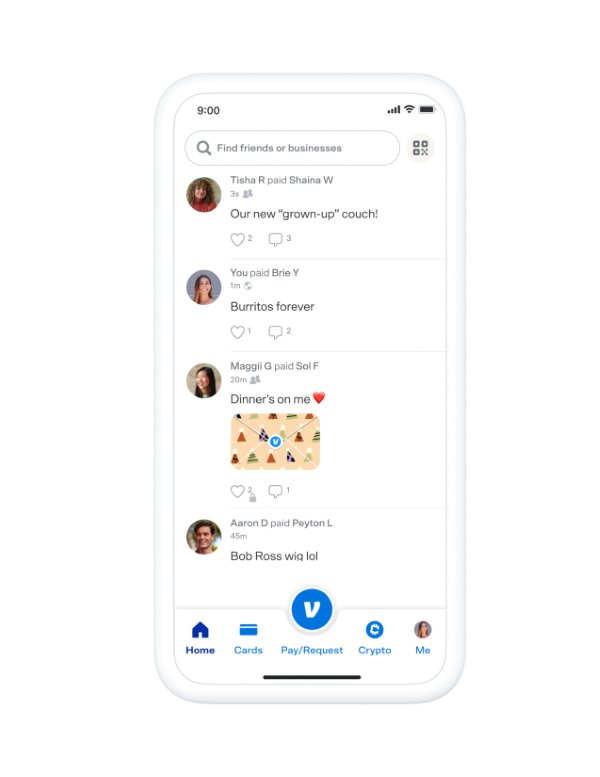 9:00
Find friends or businesses
Tisha R paid Shaina W
3s
Our new “grown-up” couch!
2 3
You paid Brie Y
1m
Burritos forever
1 2
Maggii G paid Sol F
20m
Dinner’s on me ❤️
2 1
Aaron D paid Peyton L
45m
Bob Ross wig lol
Home Cards Pay/Request Crypto Me